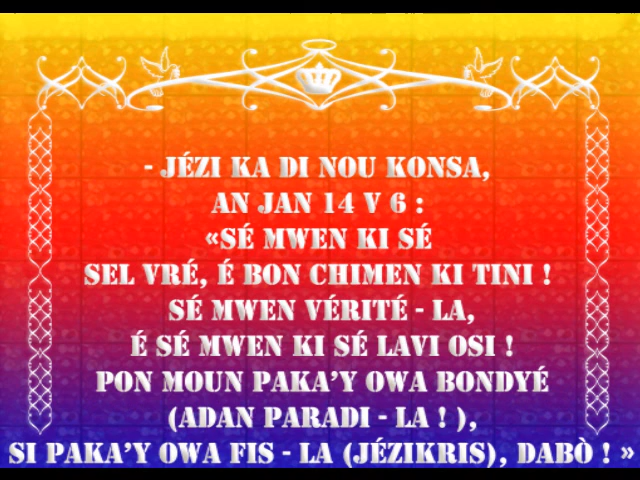 - JÉZI KA DI NOU KONSA,
AN JAN 14 V 6 :
«SÉ MWEN KI SÉ
SEL VRÉ, É BON CHIMEN KI TINI !
SÉ MWEN VÉRITÉ - LA,
É SÉ MWEN KI SÉ LAVI OSI !
PON MOUN PAKA'Y OWA BONDYÉ
(ADAN PARADI - LA ! ),
SI PAKA'Y OWA FIS - LA (JÉZIKRIS), DABÒ ! »